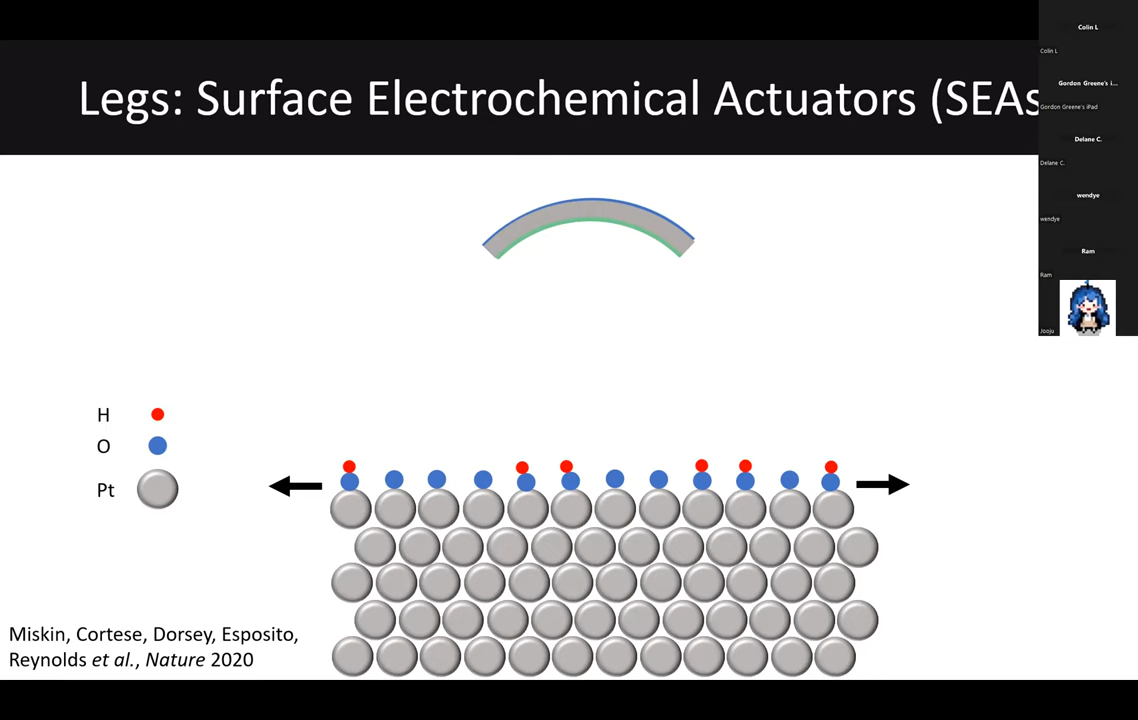 Legs: Surface Electrochemical Actuators (SEAs
H
O
Pt
Miskin, Cortese, Dorsey, Esposito,
Reynolds et al., Nature 2020
Colin L
Colin L
Gordon Greene's i...
Gordon Greene's iPad
Delane C.
Delane C.
wendye
wendye
Ram
Ram
Jooju